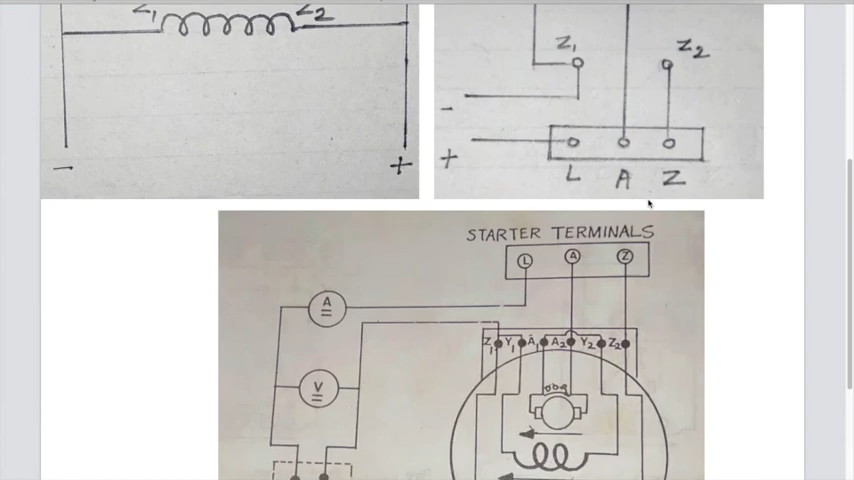 Z1 Z2
- +
Z1 Z2
-
+
L A Z
STARTER TERMINALS
L A Z
A
Z1 Y1 A1 A2 Y2 Z2
V